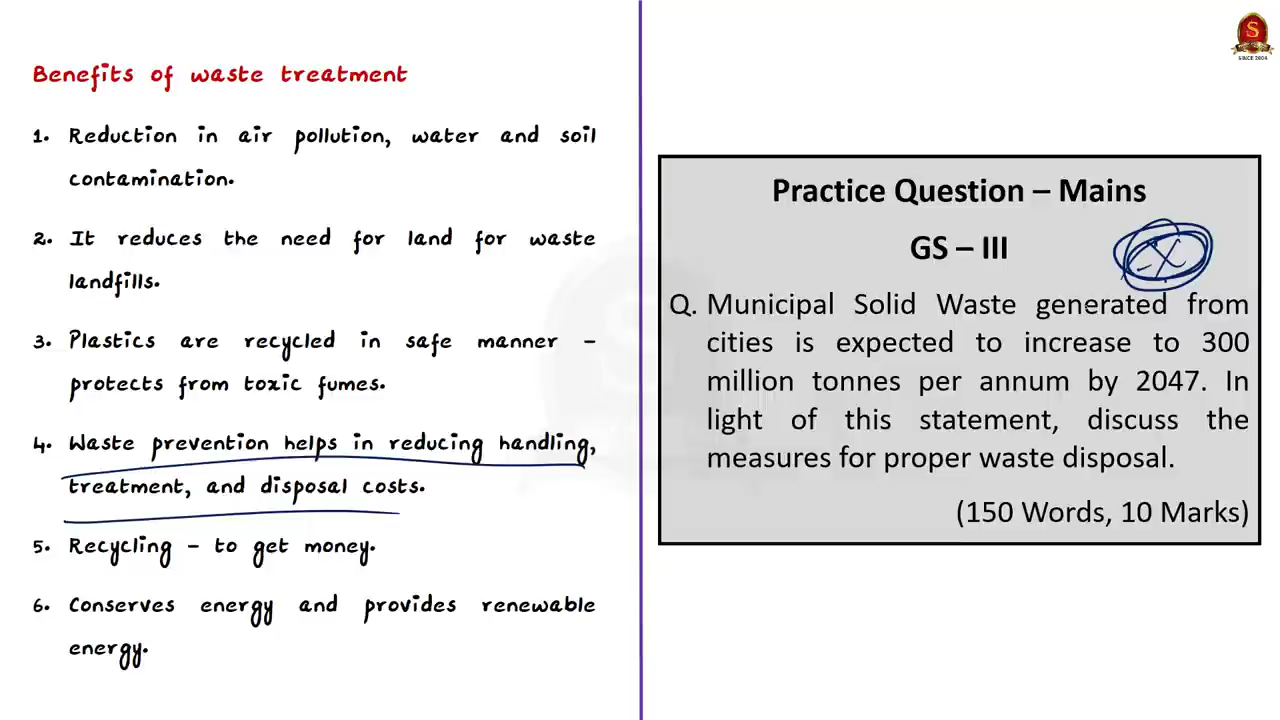 Benefits of waste treatment
1. Reduction in air pollution, water and soil
contamination.
2. It reduces the need for land for waste
landfills.
3. Plastics are recycled in safe manner –
protects from toxic fumes.
4. Waste prevention helps in reducing handling,
treatment, and disposal costs.
5. Recycling – to get money.
6. Conserves energy and provides renewable
energy.
S
SINCE 2004
Practice Question – Mains
GS – III
Q. Municipal Solid Waste generated from
cities is expected to increase to 300
million tonnes per annum by 2047. In
light of this statement, discuss the
measures for proper waste disposal.
(150 Words, 10 Marks)